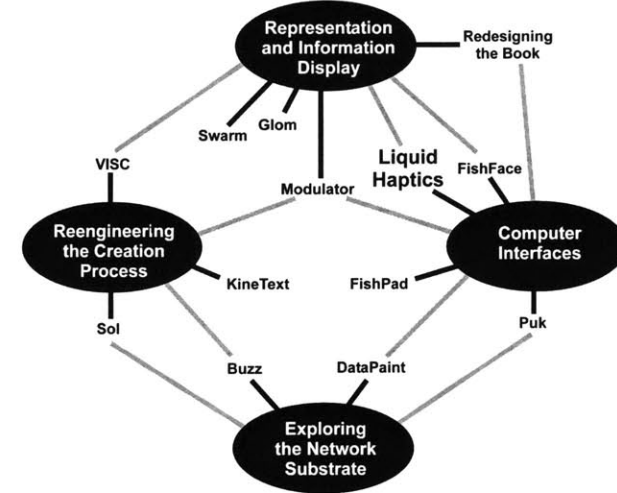 Representation
and Information
Display
Redesigning
the Book
Swarm
Glom
VISC
Liquid
Haptics
FishFace
Modulator
Reengineering
the Creation
Process
Computer
Interfaces
KineText
FishPad
Sol
Puk
Buzz
DataPaint
Exploring
the Network
Substrate